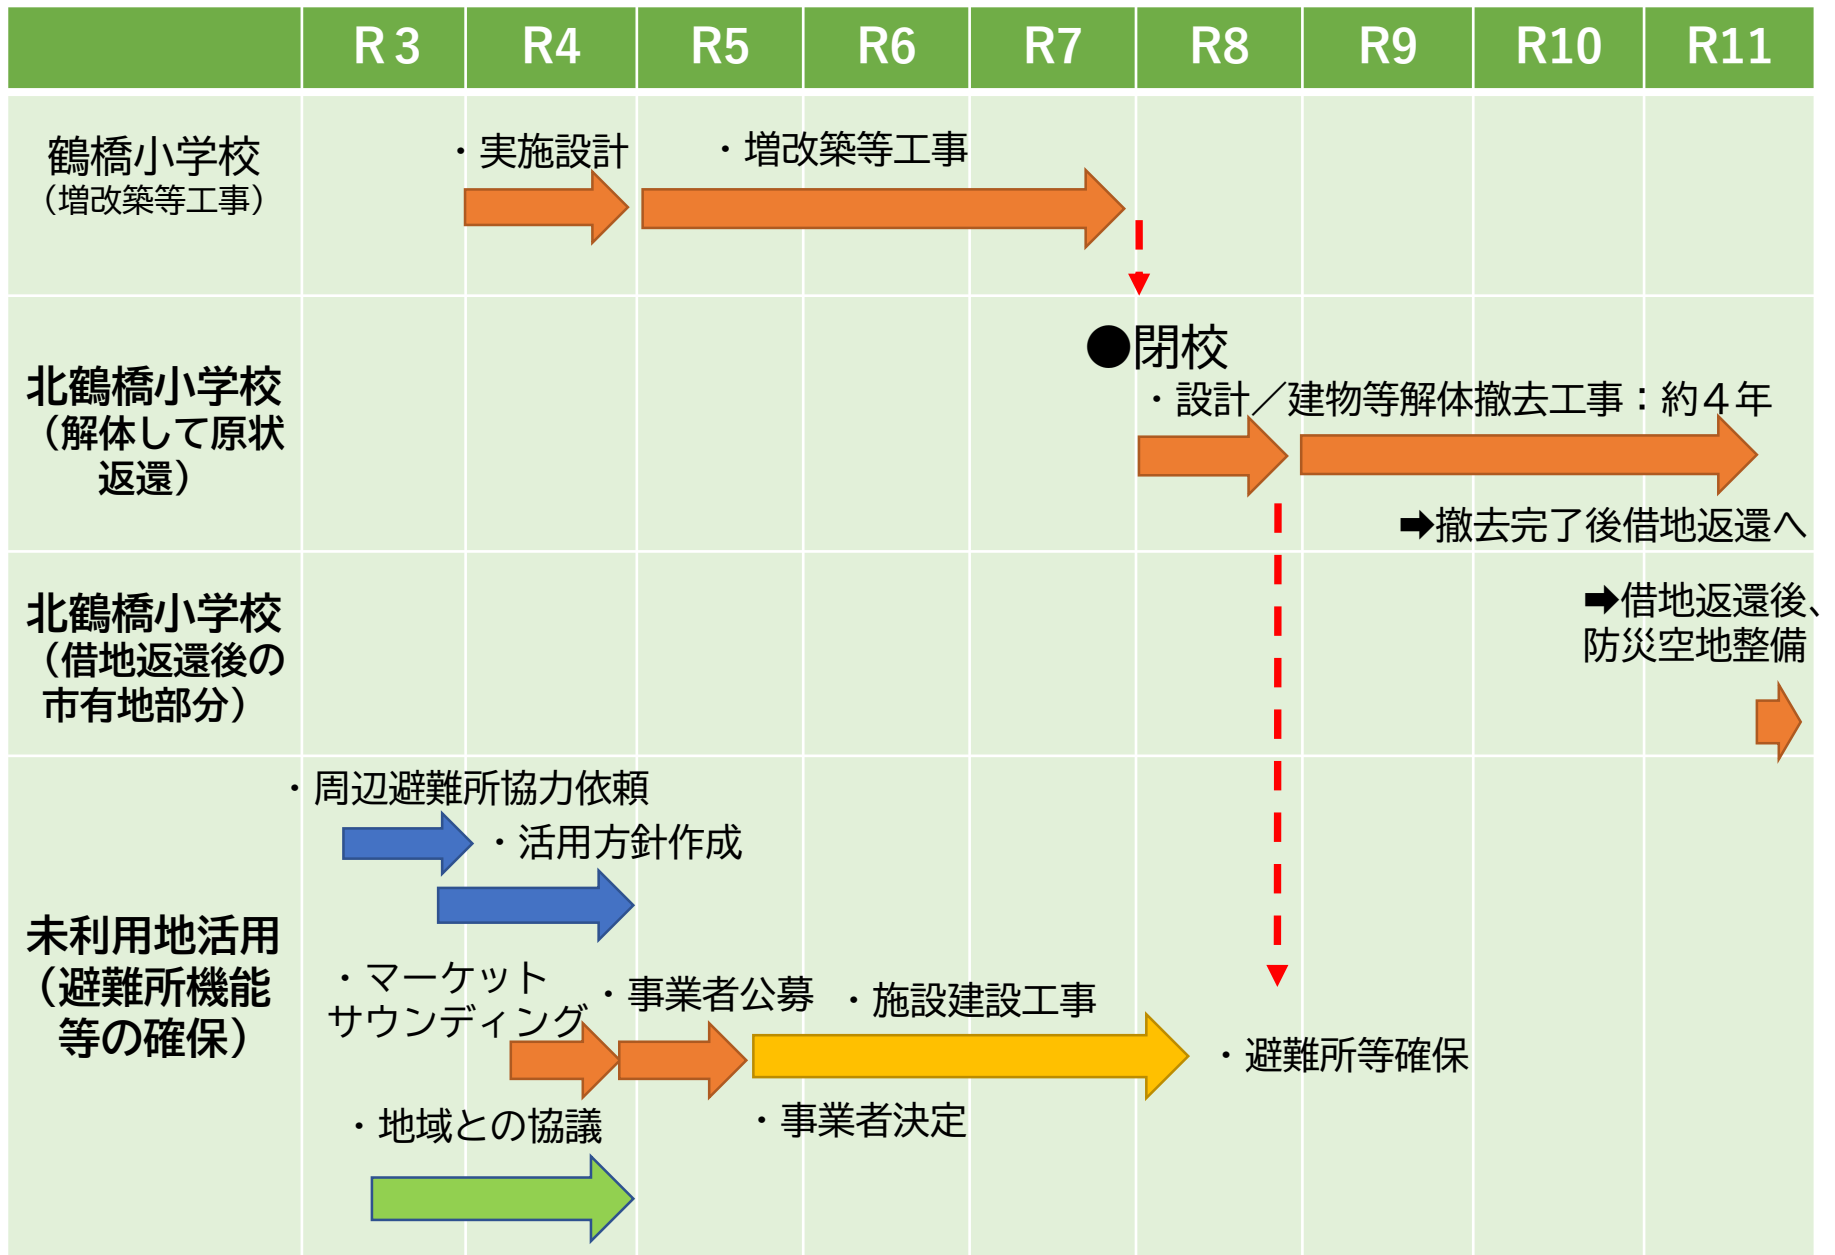 R３ R4 R5 R6 R7 R8 R9 R10 R11
鶴橋小学校
（増改築等工事）
・実施設計
・増改築等工事
北鶴橋小学校
（解体して原状
返還）
●閉校
・設計／建物等解体撤去工事：約４年
➡撤去完了後借地返還へ
北鶴橋小学校
（借地返還後の
市有地部分）
➡借地返還後、
防災空地整備
未利用地活用
（避難所機能
等の確保）
・周辺避難所協力依頼
・活用方針作成
・マーケット
サウンディング
・事業者公募
・施設建設工事
・避難所等確保
・事業者決定
・地域との協議